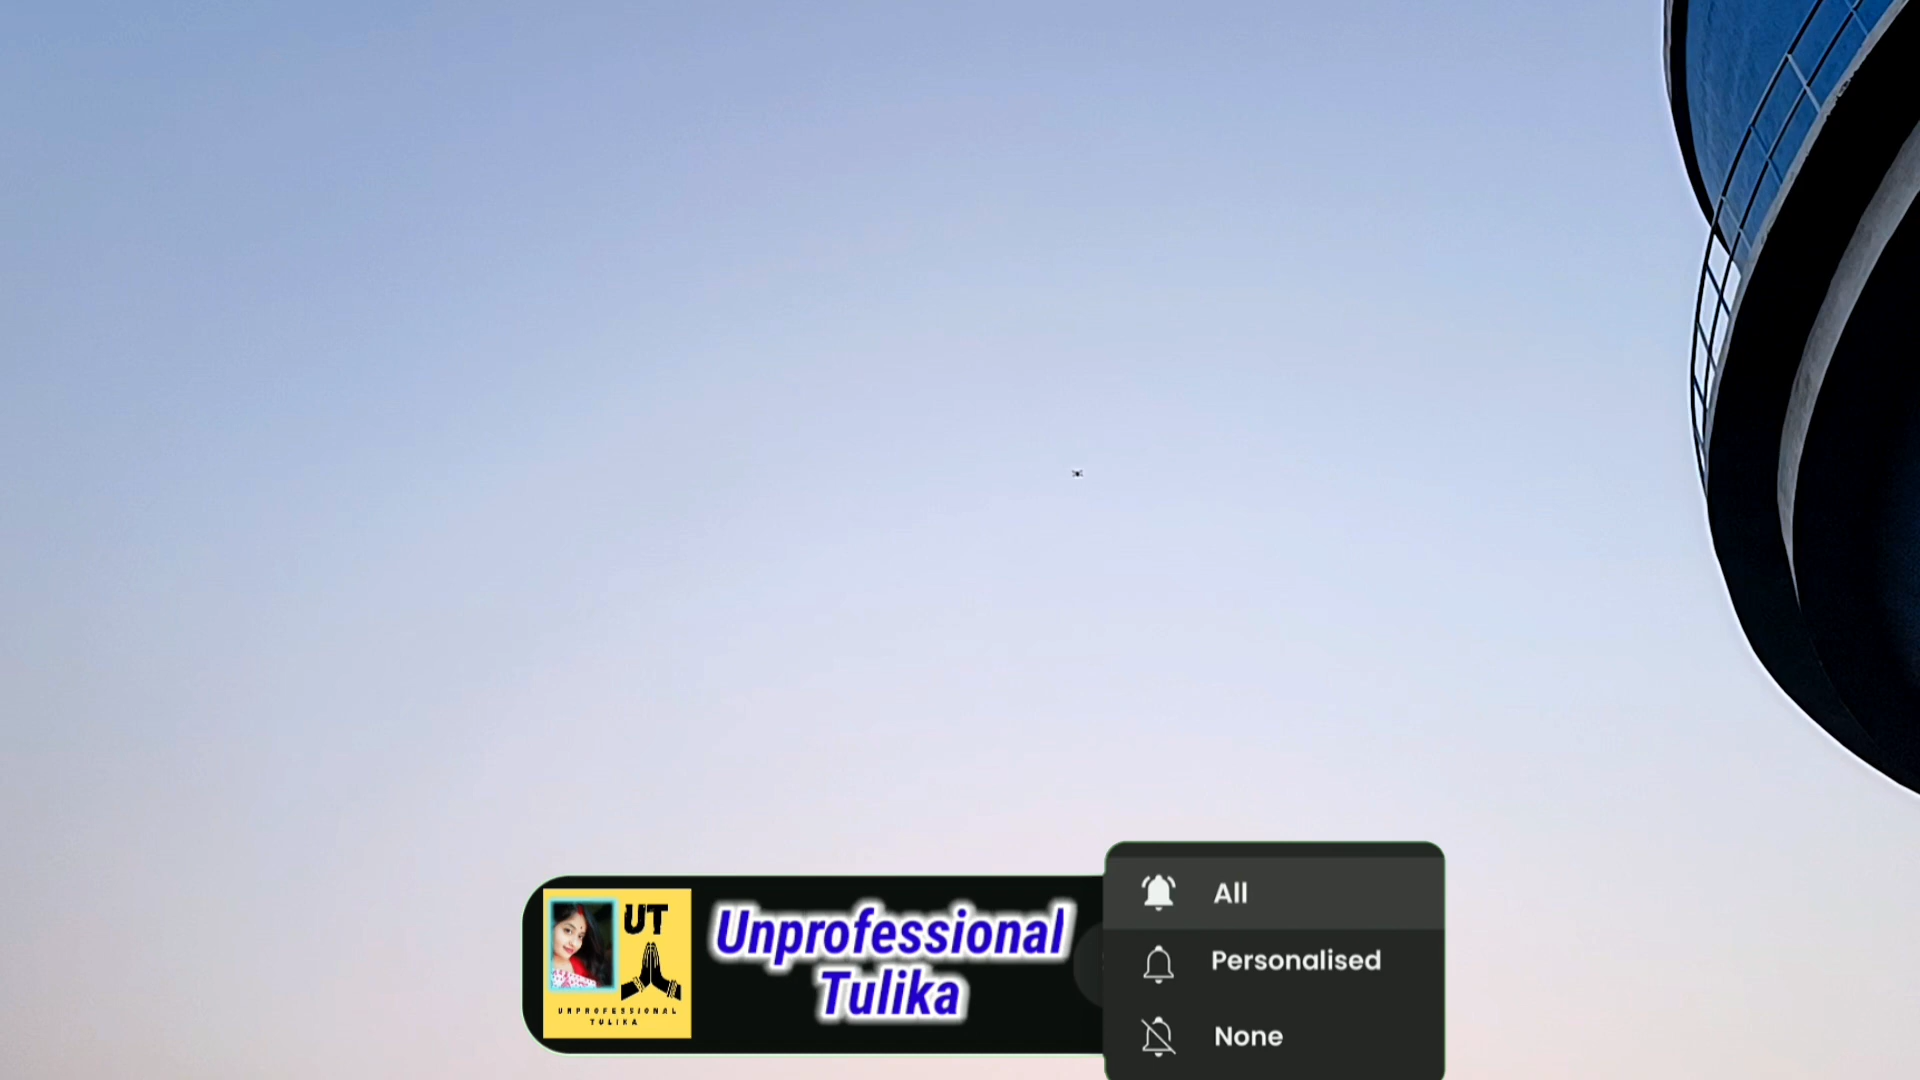 UT
UNPROFESSIONAL
TULIKA
Unprofessional
Tulika
All
Personalised
None